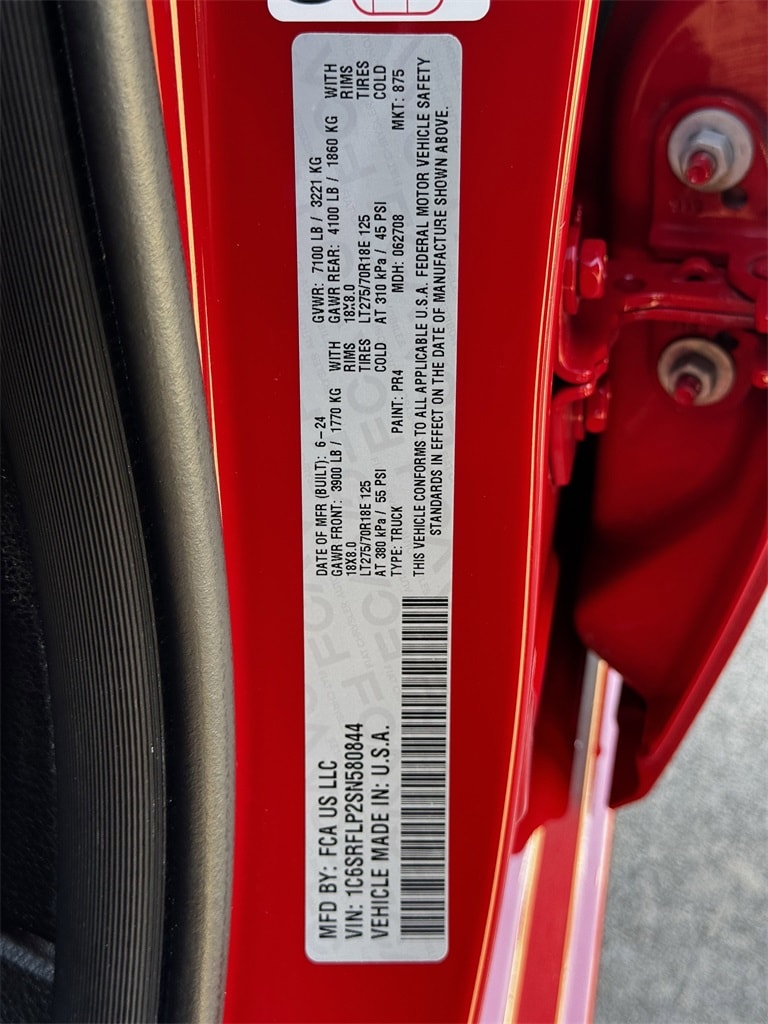 MFD BY: FCA US LLC
VIN: 1C6SRFLP2SN580844
VEHICLE MADE IN: U.S.A.
DATE OF MFR (BUILT): 6-24 GVWR: 7100 LB / 3221 KG
GAWR FRONT: 3900 LB / 1770 KG WITH GAWR REAR: 4100 LB / 1860 KG WITH
18X8.0 RIMS 18X8.0 RIMS
LT275/70R18E 125 TIRES LT275/70R18E 125 TIRES
AT 380 kPa / 55 PSI COLD AT 310 kPa / 45 PSI COLD
TYPE: TRUCK PAINT: PR4 MDH: 062708 MKT: 875
THIS VEHICLE CONFORMS TO ALL APPLICABLE U.S.A. FEDERAL MOTOR VEHICLE SAFETY
STANDARDS IN EFFECT ON THE DATE OF MANUFACTURE SHOWN ABOVE.